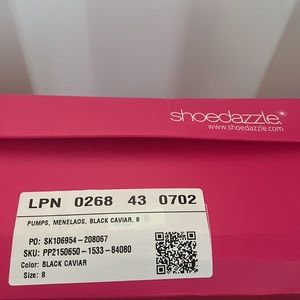 shoedazzle
www.shoedazzle.com
LPN 0268 43 0702
PUMPS, MENELAOS, BLACK CAVIAR, 8
PO: SK106954-208067
SKU: PP2150650-1533-84080
Color: BLACK CAVIAR
Size: 8